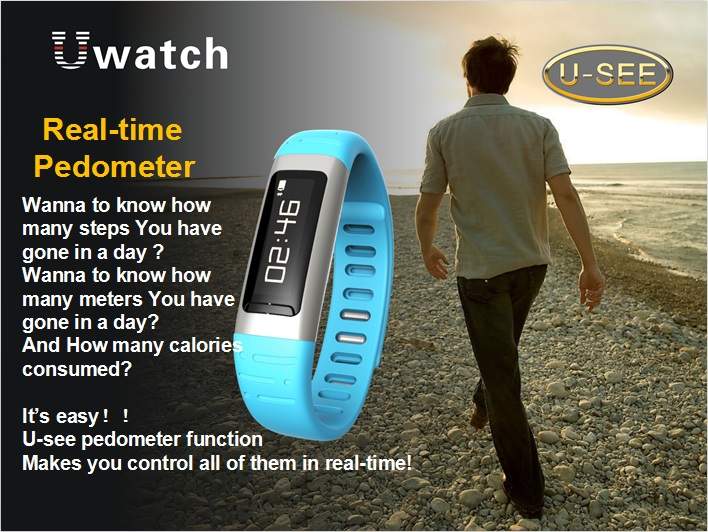 Uwatch
U-SEE
Real-time
Pedometer
Wanna to know how
many steps You have
gone in a day ?
Wanna to know how
many meters You have
gone in a day?
And How many calories
consumed?
02:46
It's easy！！
U-see pedometer function
Makes you control all of them in real-time!